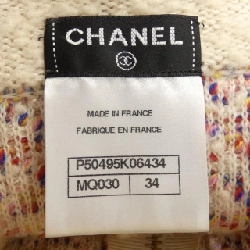 CHANEL
MADE IN FRANCE
FABRIQUE EN FRANCE
P50495K06434
MQ030 34